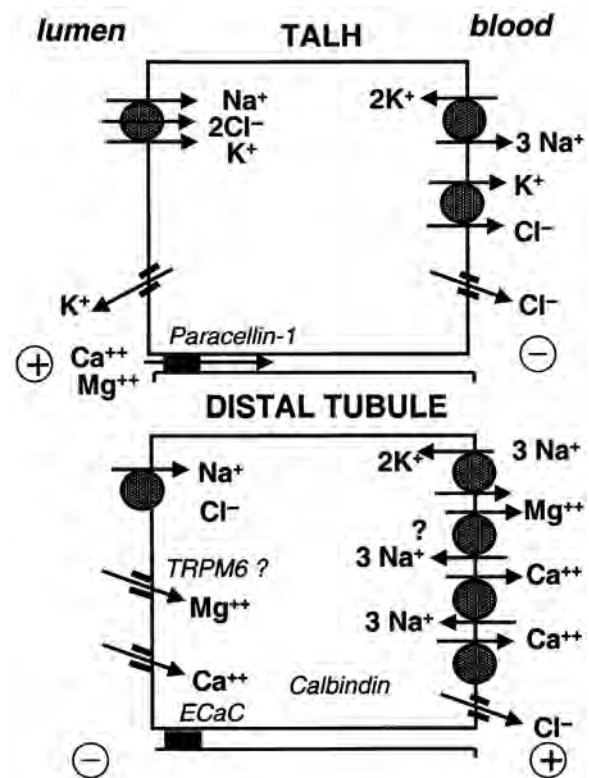 lumen TALH blood
Na⁺ 2K⁺
2Cl⁻
K⁺ 3 Na⁺
K⁺
Cl⁻
K⁺ Cl⁻
Paracellin-1
+ Ca⁺⁺ −
Mg⁺⁺
DISTAL TUBULE
Na⁺ 2K⁺ 3 Na⁺
Cl⁻ Mg⁺⁺
?
TRPM6 ? 3 Na⁺
Mg⁺⁺ Ca⁺⁺
3 Na⁺
Ca⁺⁺
Ca⁺⁺ Calbindin
ECaC Cl⁻
− +